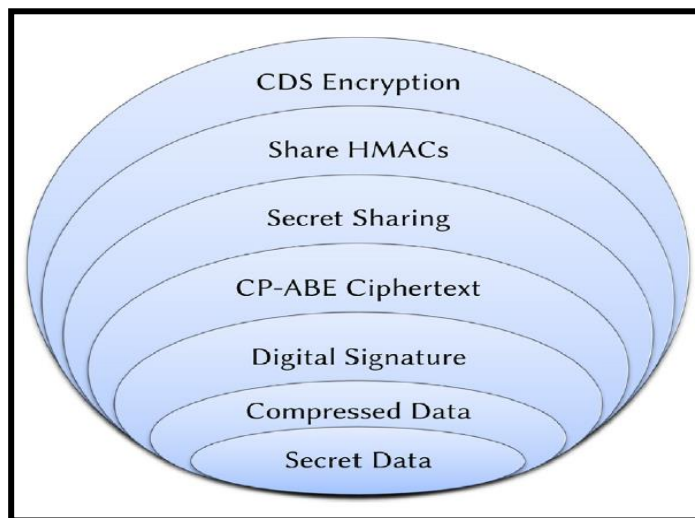 CDS Encryption
Share HMACs
Secret Sharing
CP-ABE Ciphertext
Digital Signature
Compressed Data
Secret Data